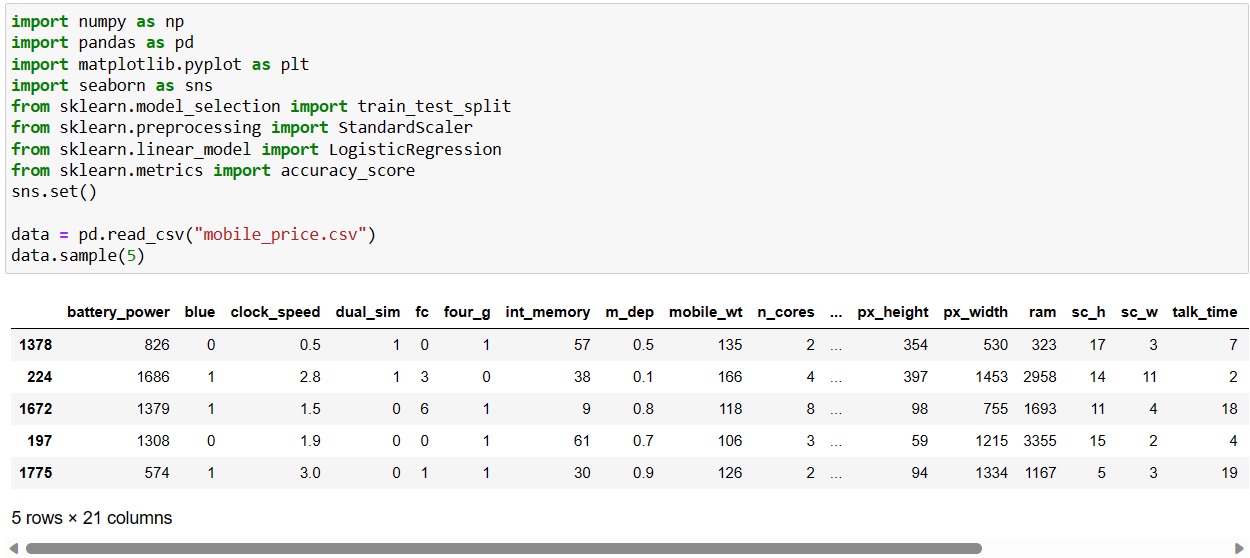 import numpy as np
import pandas as pd
import matplotlib.pyplot as plt
import seaborn as sns
from sklearn.model_selection import train_test_split
from sklearn.preprocessing import StandardScaler
from sklearn.linear_model import LogisticRegression
from sklearn.metrics import accuracy_score
sns.set()
data = pd.read_csv("mobile_price.csv")
data.sample(5)
battery_power blue clock_speed dual_sim fc four_g int_memory m_dep mobile_wt n_cores ... px_height px_width ram sc_h sc_w talk_time
1378 826 0 0.5 1 0 1 57 0.5 135 2 ... 354 530 323 17 3 7
224 1686 1 2.8 1 3 0 38 0.1 166 4 ... 397 1453 2958 14 11 2
1672 1379 1 1.5 0 6 1 9 0.8 118 8 ... 98 755 1693 11 4 18
197 1308 0 1.9 0 0 1 61 0.7 106 3 ... 59 1215 3355 15 2 4
1775 574 1 3.0 0 1 1 30 0.9 126 2 ... 94 1334 1167 5 3 19
5 rows × 21 columns